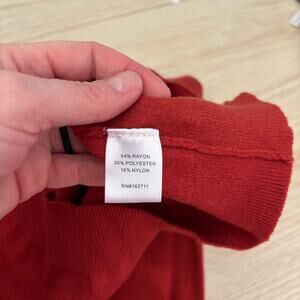 54% RAYON
30% POLYESTER
16% NYLON
RN#162711